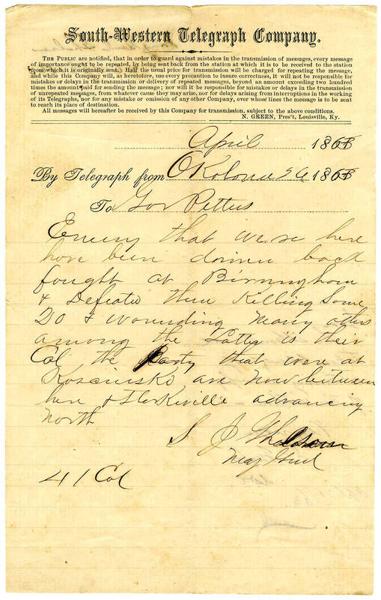 South-Western Telegraph Company.
THE PUBLIC are notified, that in order to guard against mistakes in the transmission of messages, every message
of importance ought to be repeated, by being sent back from the station at which it is to be received to the station
from which it is originally sent. Half the usual price for transmission will be charged for repeating the message,
and while this Company will, as heretofore, use every precaution to insure correctness, it will not be responsible for
mistakes or delays in the transmission or delivery of repeated messages, beyond an amount exceeding two hundred
times the amount paid for sending the message; nor will it be responsible for mistakes or delays in the transmission
of unrepeated messages, from whatever cause they may arise, nor for delays arising from interruptions in the working
of its Telegraphs, nor for any mistake or omission of any other Company, over whose lines the message is to be sent
to reach its place of destination.
All messages will hereafter be received by this Company for transmission, subject to the above conditions.
N. GREEN, Pres't, Louisville, Ky.
April 1863
By Telegraph from Okolona 26 1863
To Gov Pettus
Enemy that were here
have been driven back
fought at Birmingham
& Defeated them Killing Some
20 & wounding many others
among the Latter is their
Col the Party that were at
Kosciusko are now between
here & Starkville advancing
North
S J Gholson
Maj Genl
41 Col